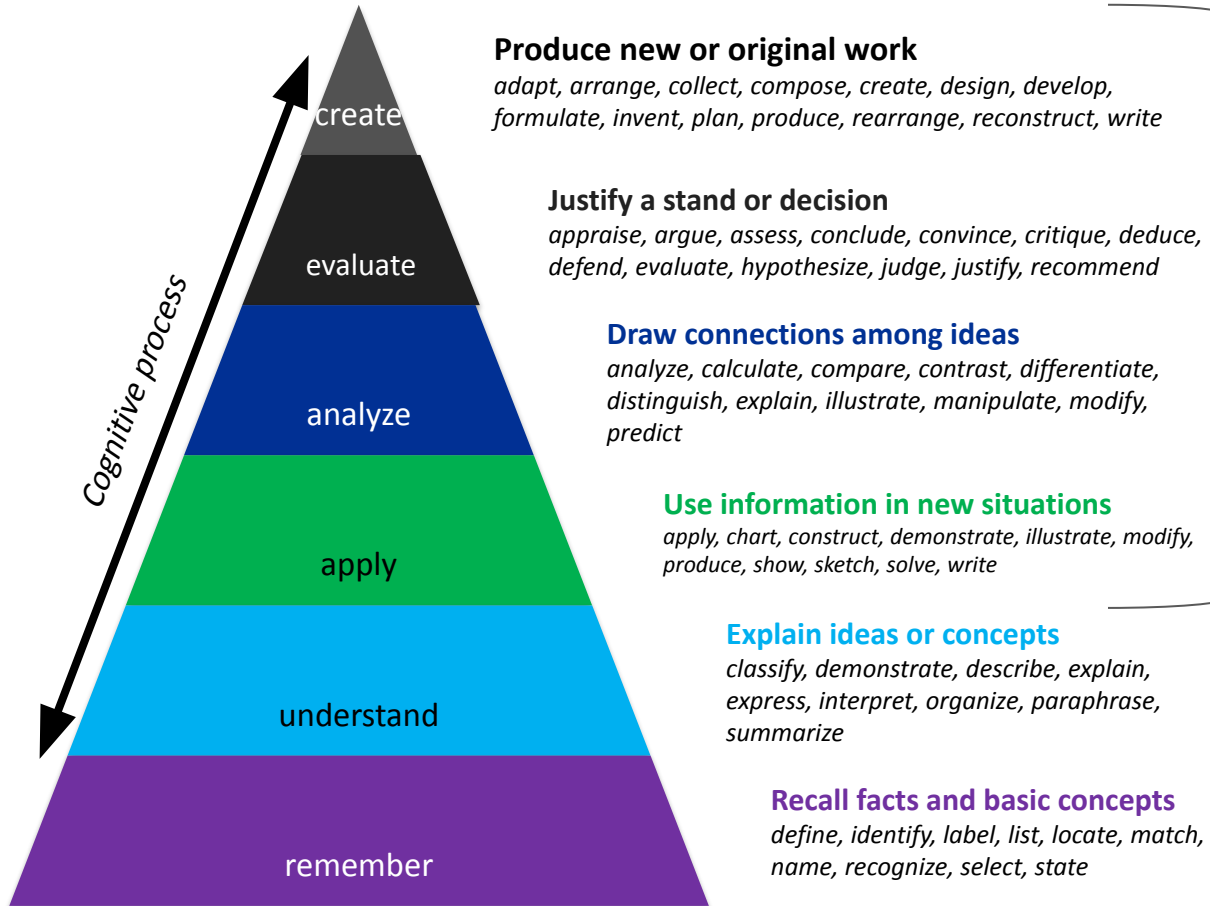 Produce new or original work
adapt, arrange, collect, compose, create, design, develop,
formulate, invent, plan, produce, rearrange, reconstruct, write
create
Justify a stand or decision
appraise, argue, assess, conclude, convince, critique, deduce,
defend, evaluate, hypothesize, judge, justify, recommend
evaluate
Cognitive process
Draw connections among ideas
analyze, calculate, compare, contrast, differentiate,
distinguish, explain, illustrate, manipulate, modify,
predict
analyze
Use information in new situations
apply, chart, construct, demonstrate, illustrate, modify,
produce, show, sketch, solve, write
apply
Explain ideas or concepts
classify, demonstrate, describe, explain,
express, interpret, organize, paraphrase,
summarize
understand
Recall facts and basic concepts
define, identify, label, list, locate, match,
name, recognize, select, state
remember